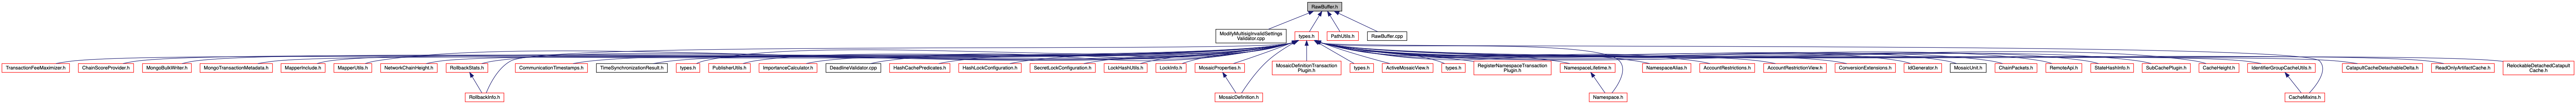 RawBuffer.h
ModifyMultisigInvalidSettings
Validator.cpp
types.h
PathUtils.h
RawBuffer.cpp
TransactionFeeMaximizer.h
ChainScoreProvider.h
MongoBulkWriter.h
MongoTransactionMetadata.h
MapperInclude.h
MapperUtils.h
NetworkChainHeight.h
RollbackStats.h
CommunicationTimestamps.h
TimeSynchronizationResult.h
types.h
PublisherUtils.h
ImportanceCalculator.h
DeadlineValidator.cpp
HashCachePredicates.h
HashLockConfiguration.h
SecretLockConfiguration.h
LockHashUtils.h
LockInfo.h
MosaicProperties.h
MosaicDefinitionTransaction
Plugin.h
types.h
ActiveMosaicView.h
types.h
RegisterNamespaceTransaction
Plugin.h
NamespaceLifetime.h
NamespaceAlias.h
AccountRestrictions.h
AccountRestrictionView.h
ConversionExtensions.h
IdGenerator.h
MosaicUnit.h
ChainPackets.h
RemoteApi.h
StateHashInfo.h
SubCachePlugin.h
CacheHeight.h
IdentifierGroupCacheUtils.h
CatapultCacheDetachableDelta.h
ReadOnlyArtifactCache.h
RelockableDetachedCatapult
Cache.h
RollbackInfo.h
MosaicDefinition.h
Namespace.h
CacheMixins.h